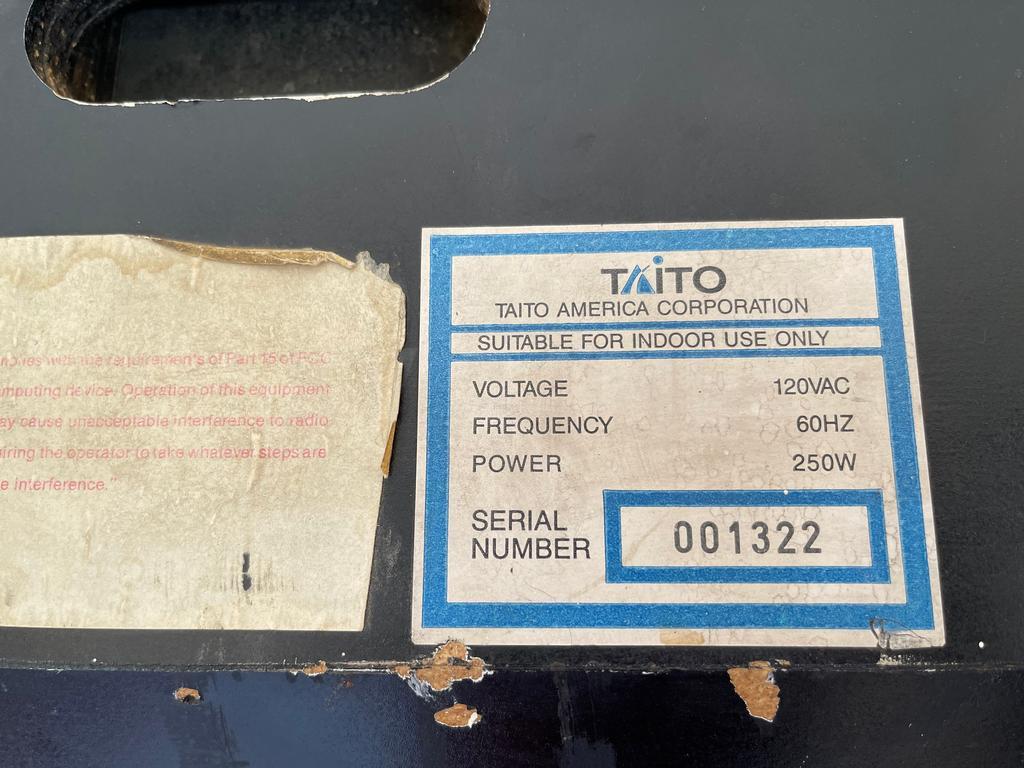 with the requirement's of Part 15 of FCC
computing device. Operation of this equipment
may cause unacceptable interference to radio
the operator to take whatever steps are
interference."
TAITO
TAITO AMERICA CORPORATION
SUITABLE FOR INDOOR USE ONLY
VOLTAGE 120VAC
FREQUENCY 60HZ
POWER 250W
SERIAL
NUMBER 001322